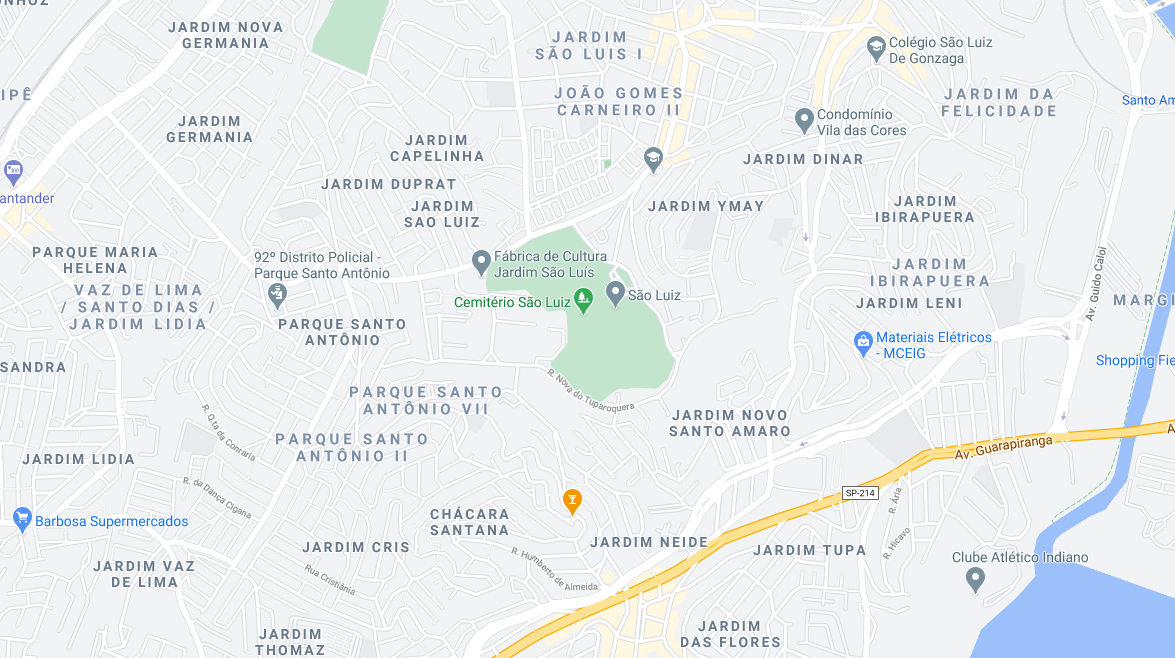 JARDIM NOVA
GERMANIA
JARDIM
SÃO LUIS I
Colégio São Luiz
De Gonzaga
IPÊ
JOÃO GOMES
CARNEIRO II
JARDIM DA
FELICIDADE
Santo Am
JARDIM
GERMANIA
Condomínio
Vila das Cores
JARDIM
CAPELINHA
JARDIM DINAR
antander
JARDIM DUPRAT
JARDIM
SAO LUIZ
JARDIM YMAY
JARDIM
IBIRAPUERA
PARQUE MARIA
HELENA
92º Distrito Policial -
Parque Santo Antônio
Fábrica de Cultura
Jardim São Luís
JARDIM
IBIRAPUERA
Av. Guido Caloi
VAZ DE LIMA
/ SANTO DIAS /
JARDIM LIDIA
Cemitério São Luiz
São Luiz
JARDIM LENI
MARGI
PARQUE SANTO
ANTÔNIO
Materiais Elétricos
- MCEIG
Shopping Fie
SANDRA
PARQUE SANTO
ANTÔNIO VII
R. Nova do Tuparoquera
R. Q.ta da Conraria
JARDIM NOVO
SANTO AMARO
PARQUE SANTO
ANTÔNIO II
Av. Guarapiranga
JARDIM LIDIA
R. da Dança Cigana
SP-214
R. Ária
Barbosa Supermercados
CHÁCARA
SANTANA
JARDIM CRIS
JARDIM NEIDE
JARDIM TUPA
R. Hicavo
R. Humberto de Almeida
Clube Atlético Indiano
JARDIM VAZ
DE LIMA
Rua Cristiânia
JARDIM
THOMAZ
JARDIM
DAS FLORES